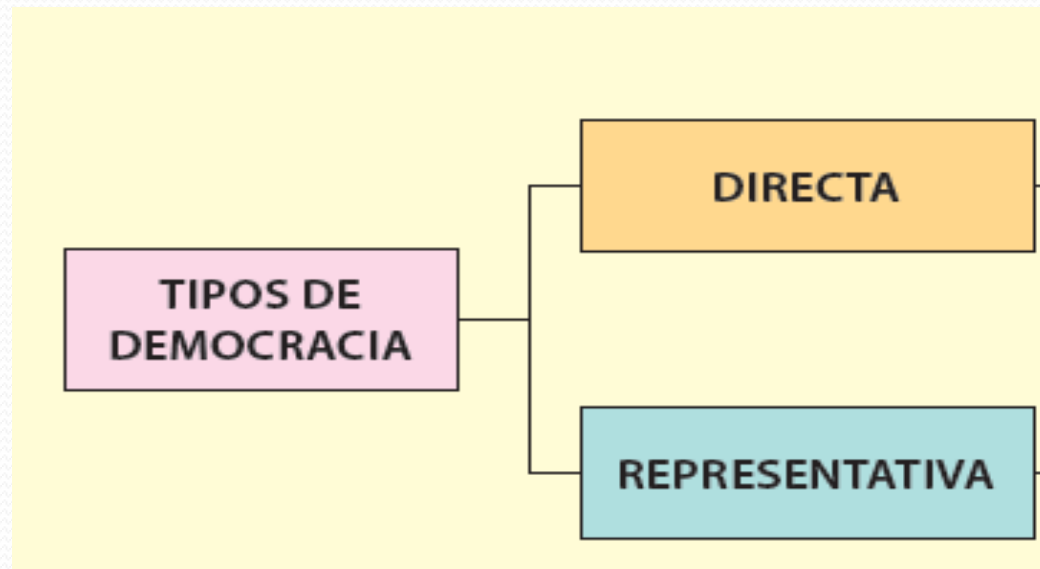 TIPOS DE
DEMOCRACIA
DIRECTA
REPRESENTATIVA